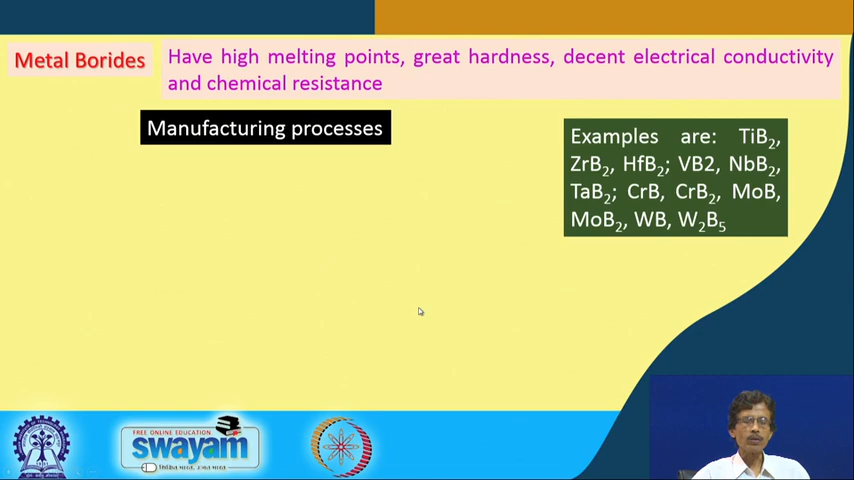 Metal Borides
Have high melting points, great hardness, decent electrical conductivity
and chemical resistance
Manufacturing processes
Examples are: TiB₂,
ZrB₂, HfB₂; VB2, NbB₂,
TaB₂; CrB, CrB₂, MoB,
MoB₂, WB, W₂B₅
FREE ONLINE EDUCATION
swayam